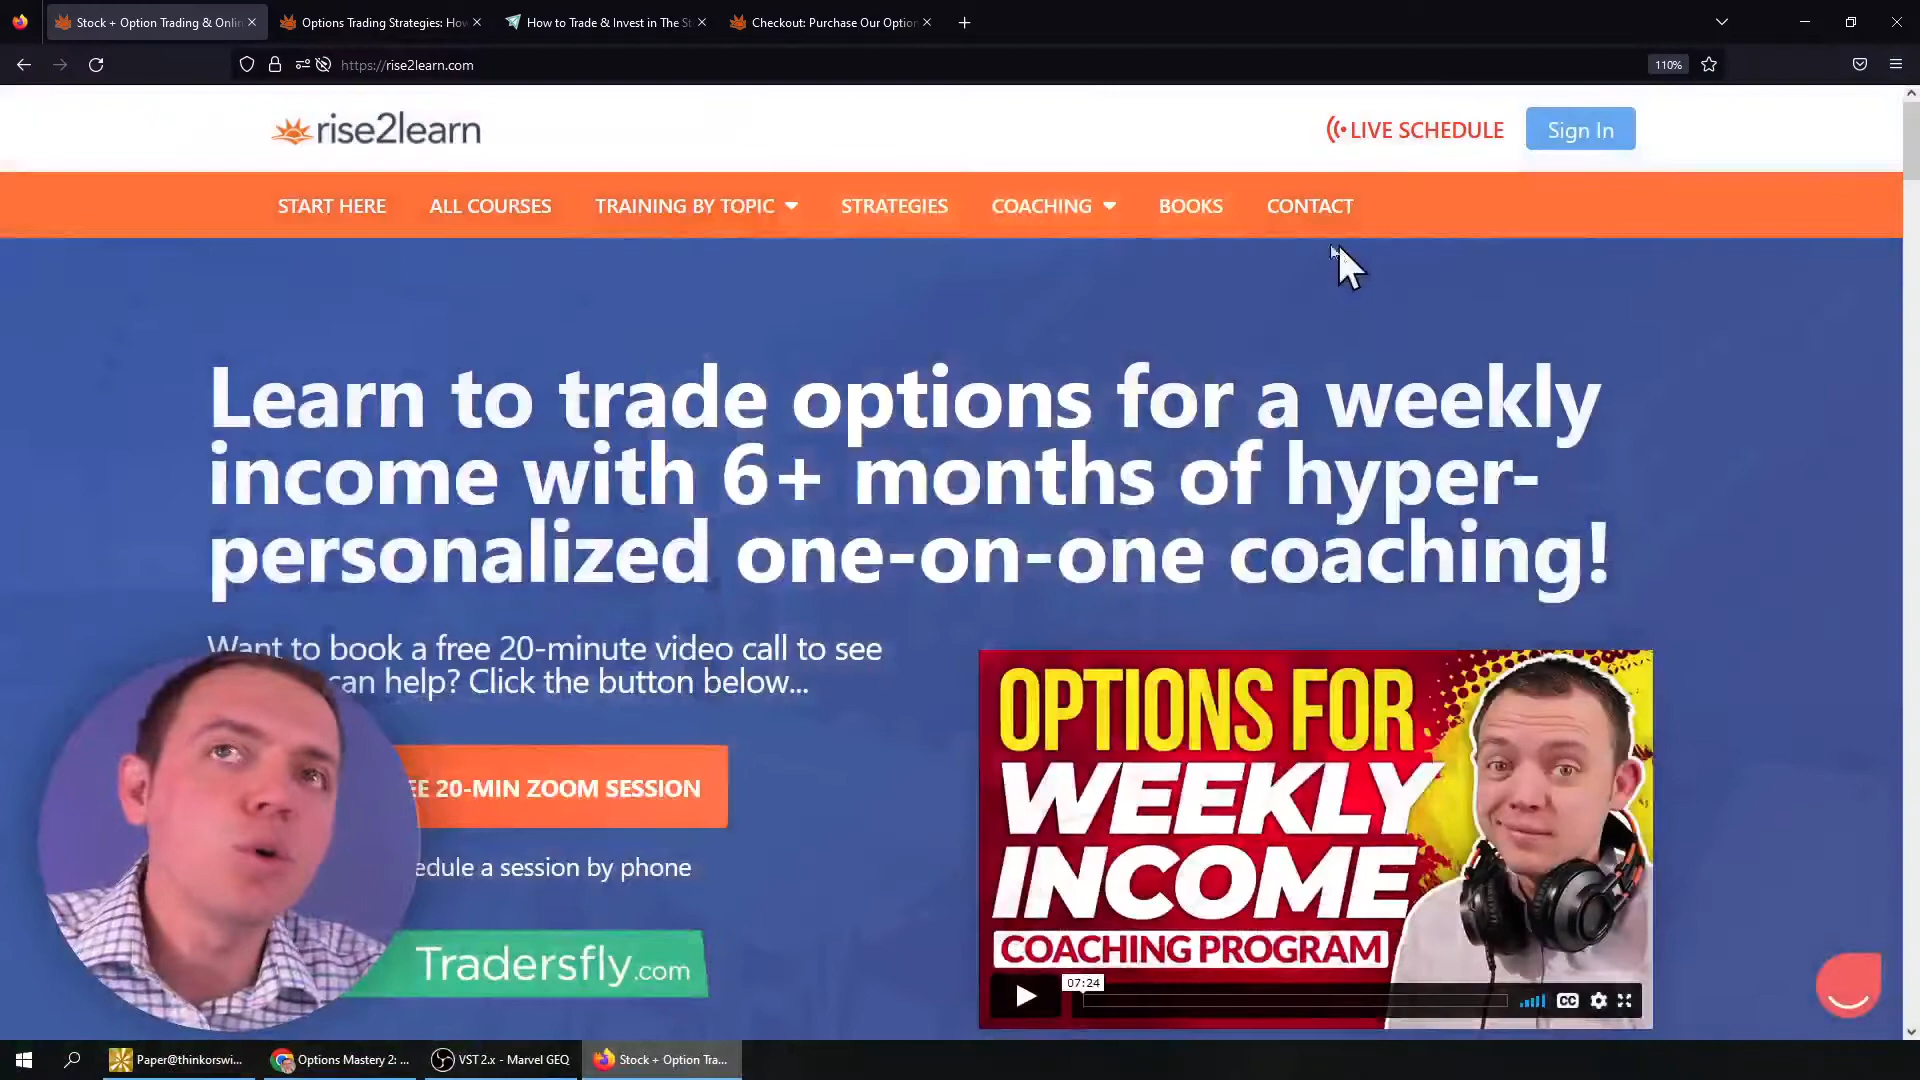 Stock + Option Trading & Onlin
Options Trading Strategies: How
How to Trade & Invest in The St
Checkout: Purchase Our Option
https://rise2learn.com
110%
rise2learn
LIVE SCHEDULE
Sign In
START HERE
ALL COURSES
TRAINING BY TOPIC
STRATEGIES
COACHING
BOOKS
CONTACT
Learn to trade options for a weekly
income with 6+ months of hyper-
personalized one-on-one coaching!
Want to book a free 20-minute video call to see
can help? Click the button below...
EE 20-MIN ZOOM SESSION
edule a session by phone
Tradersfly.com
OPTIONS FOR
WEEKLY
INCOME
COACHING PROGRAM
07:24
CC
Paper@thinkorswi...
Options Mastery 2: ...
VST 2.x - Marvel GEQ
Stock + Option Tra...